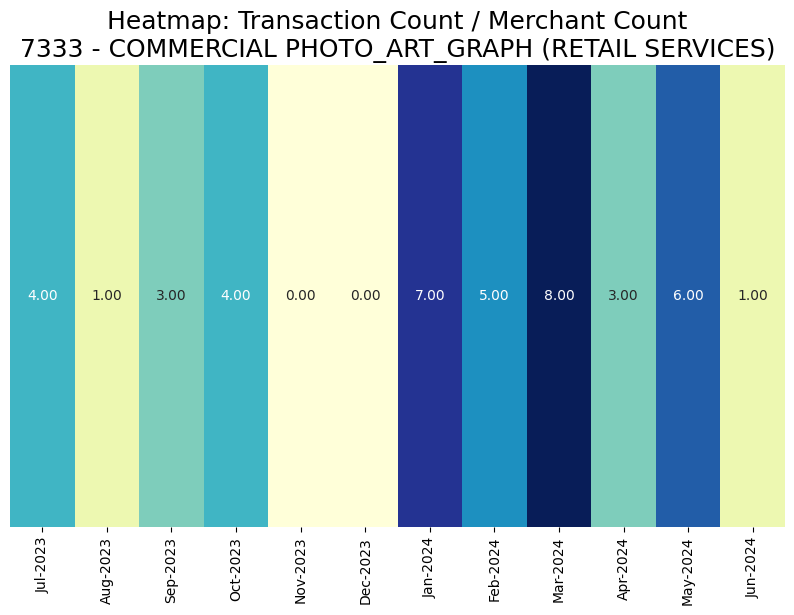 Heatmap: Transaction Count / Merchant Count
7333 - COMMERCIAL PHOTO_ART_GRAPH (RETAIL SERVICES)
4.00 1.00 3.00 4.00 0.00 0.00 7.00 5.00 8.00 3.00 6.00 1.00
Jul-2023
Aug-2023
Sep-2023
Oct-2023
Nov-2023
Dec-2023
Jan-2024
Feb-2024
Mar-2024
Apr-2024
May-2024
Jun-2024